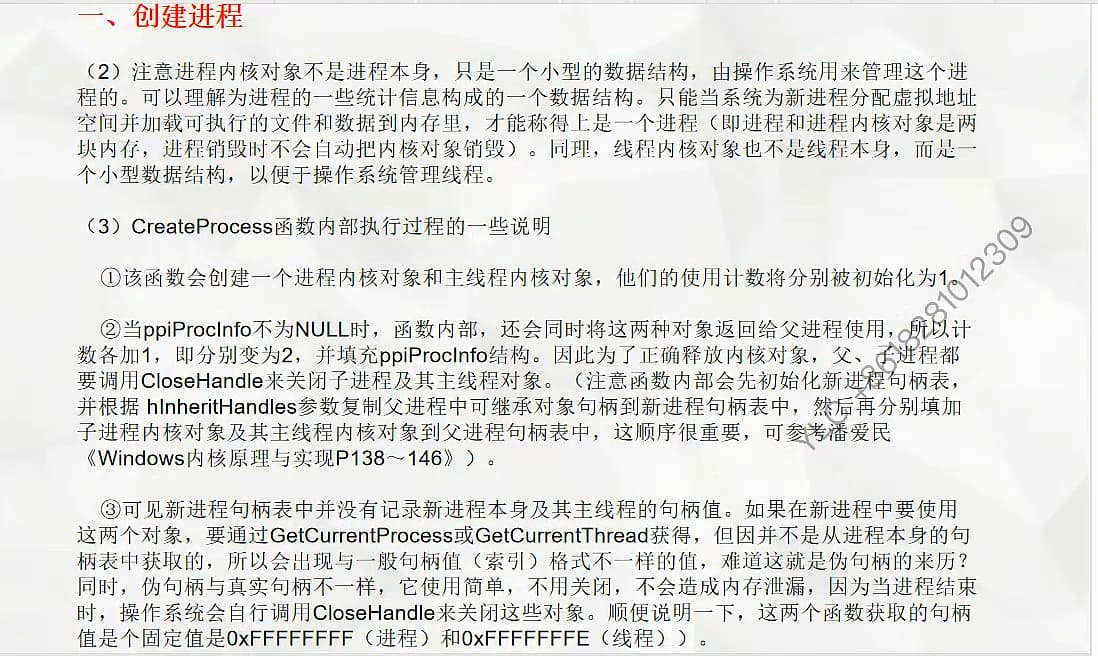 一、创建进程
（2）注意进程内核对象不是进程本身，只是一个小型的数据结构，由操作系统用来管理这个进
程的。可以理解为进程的一些统计信息构成的一个数据结构。只能当系统为新进程分配虚拟地址
空间并加载可执行的文件和数据到内存里，才能称得上是一个进程（即进程和进程内核对象是两
块内存，进程销毁时不会自动把内核对象销毁）。同理，线程内核对象也不是线程本身，而是一
个小型数据结构，以便于操作系统管理线程。
（3）CreateProcess函数内部执行过程的一些说明
①该函数会创建一个进程内核对象和主线程内核对象，他们的使用计数将分别被初始化为1。
②当ppiProcInfo不为NULL时，函数内部，还会同时将这两种对象返回给父进程使用，所以计
数各加1，即分别变为2，并填充ppiProcInfo结构。因此为了正确释放内核对象，父、子进程都
要调用CloseHandle来关闭子进程及其主线程对象。（注意函数内部会先初始化新进程句柄表，
并根据 hInheritHandles参数复制父进程中可继承对象句柄到新进程句柄表中，然后再分别填加
子进程内核对象及其主线程内核对象到父进程句柄表中，这顺序很重要，可参考潘爱民
《Windows内核原理与实现P138～146》）。
③可见新进程句柄表中并没有记录新进程本身及其主线程的句柄值。如果在新进程中要使用
这两个对象，要通过GetCurrentProcess或GetCurrentThread获得，但因并不是从进程本身的句
柄表中获取的，所以会出现与一般句柄值（索引）格式不一样的值，难道这就是伪句柄的来历？
同时，伪句柄与真实句柄不一样，它使用简单，不用关闭，不会造成内存泄漏，因为当进程结束
时，操作系统会自行调用CloseHandle来关闭这些对象。顺便说明一下，这两个函数获取的句柄
值是个固定值是0xFFFFFFFF（进程）和0xFFFFFFFE（线程））。